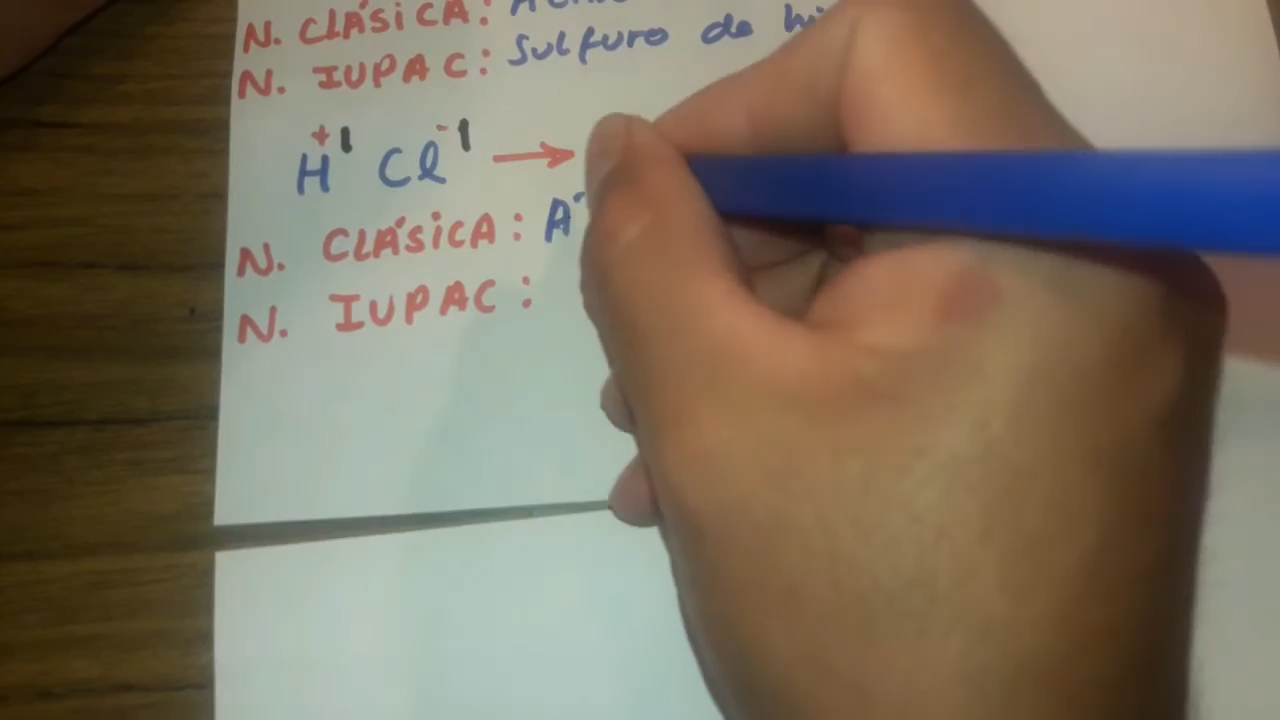 N. CLÁSICA:
N. IUPAC: Sulfuro de
H⁺¹ Cl⁻¹ →
N. CLÁSICA:
N. IUPAC: